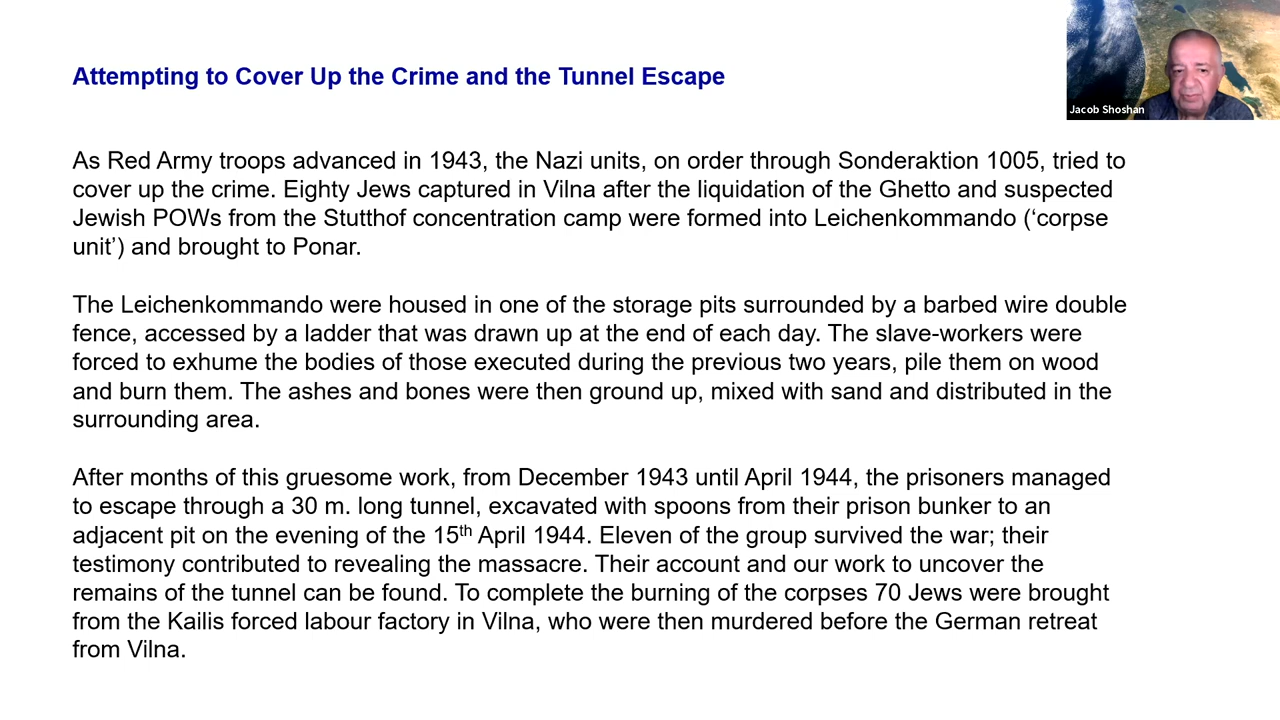 Attempting to Cover Up the Crime and the Tunnel Escape
Jacob Shoshan
As Red Army troops advanced in 1943, the Nazi units, on order through Sonderaktion 1005, tried to
cover up the crime. Eighty Jews captured in Vilna after the liquidation of the Ghetto and suspected
Jewish POWs from the Stutthof concentration camp were formed into Leichenkommando (‘corpse
unit’) and brought to Ponar.
The Leichenkommando were housed in one of the storage pits surrounded by a barbed wire double
fence, accessed by a ladder that was drawn up at the end of each day. The slave-workers were
forced to exhume the bodies of those executed during the previous two years, pile them on wood
and burn them. The ashes and bones were then ground up, mixed with sand and distributed in the
surrounding area.
After months of this gruesome work, from December 1943 until April 1944, the prisoners managed
to escape through a 30 m. long tunnel, excavated with spoons from their prison bunker to an
adjacent pit on the evening of the 15th April 1944. Eleven of the group survived the war; their
testimony contributed to revealing the massacre. Their account and our work to uncover the
remains of the tunnel can be found. To complete the burning of the corpses 70 Jews were brought
from the Kailis forced labour factory in Vilna, who were then murdered before the German retreat
from Vilna.